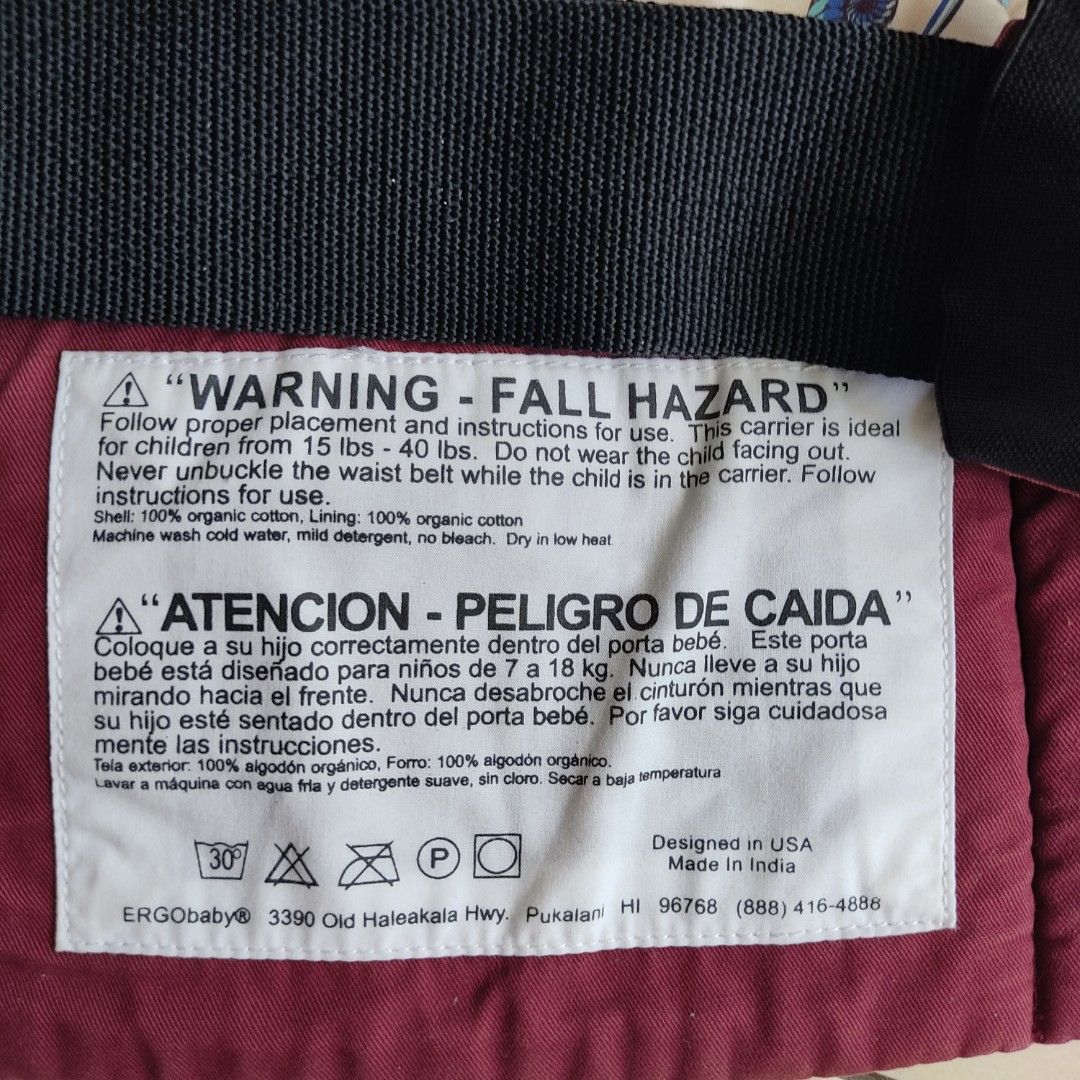 ⚠ “WARNING - FALL HAZARD”
Follow proper placement and instructions for use. This carrier is ideal
for children from 15 lbs - 40 lbs. Do not wear the child facing out.
Never unbuckle the waist belt while the child is in the carrier. Follow
instructions for use.
Shell: 100% organic cotton, Lining: 100% organic cotton
Machine wash cold water, mild detergent, no bleach. Dry in low heat.
⚠ “ATENCION - PELIGRO DE CAIDA”
Coloque a su hijo correctamente dentro del porta bebé. Este porta
bebé está diseñado para niños de 7 a 18 kg. Nunca lleve a su hijo
mirando hacia el frente. Nunca desabroche el cinturón mientras que
su hijo esté sentado dentro del porta bebé. Por favor siga cuidadosa
mente las instrucciones.
Tela exterior: 100% algodón orgánico, Forro: 100% algodón orgánico.
Lavar a máquina con agua fria y detergente suave, sin cloro. Secar a baja temperatura
30° P
Designed in USA
Made In India
ERGObaby® 3390 Old Haleakala Hwy. Pukalani HI 96768 (888) 416-4888